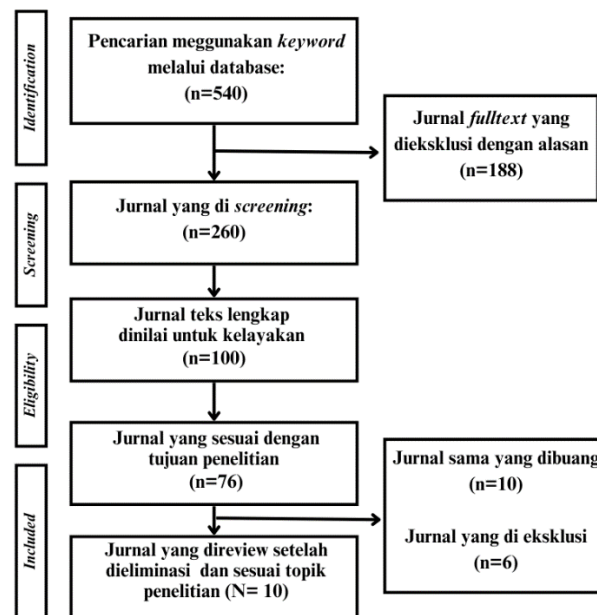 Identification
Pencarian meggunakan keyword
melalui database:
(n=540)
Jurnal fulltext yang
dieksklusi dengan alasan
(n=188)
Screening
Jurnal yang di screening:
(n=260)
Jurnal teks lengkap
dinilai untuk kelayakan
(n=100)
Eligibility
Jurnal yang sesuai dengan
tujuan penelitian
(n=76)
Jurnal sama yang dibuang
(n=10)
Jurnal yang di eksklusi
(n=6)
Included
Jurnal yang direview setelah
dieliminasi dan sesuai topik
penelitian (N= 10)